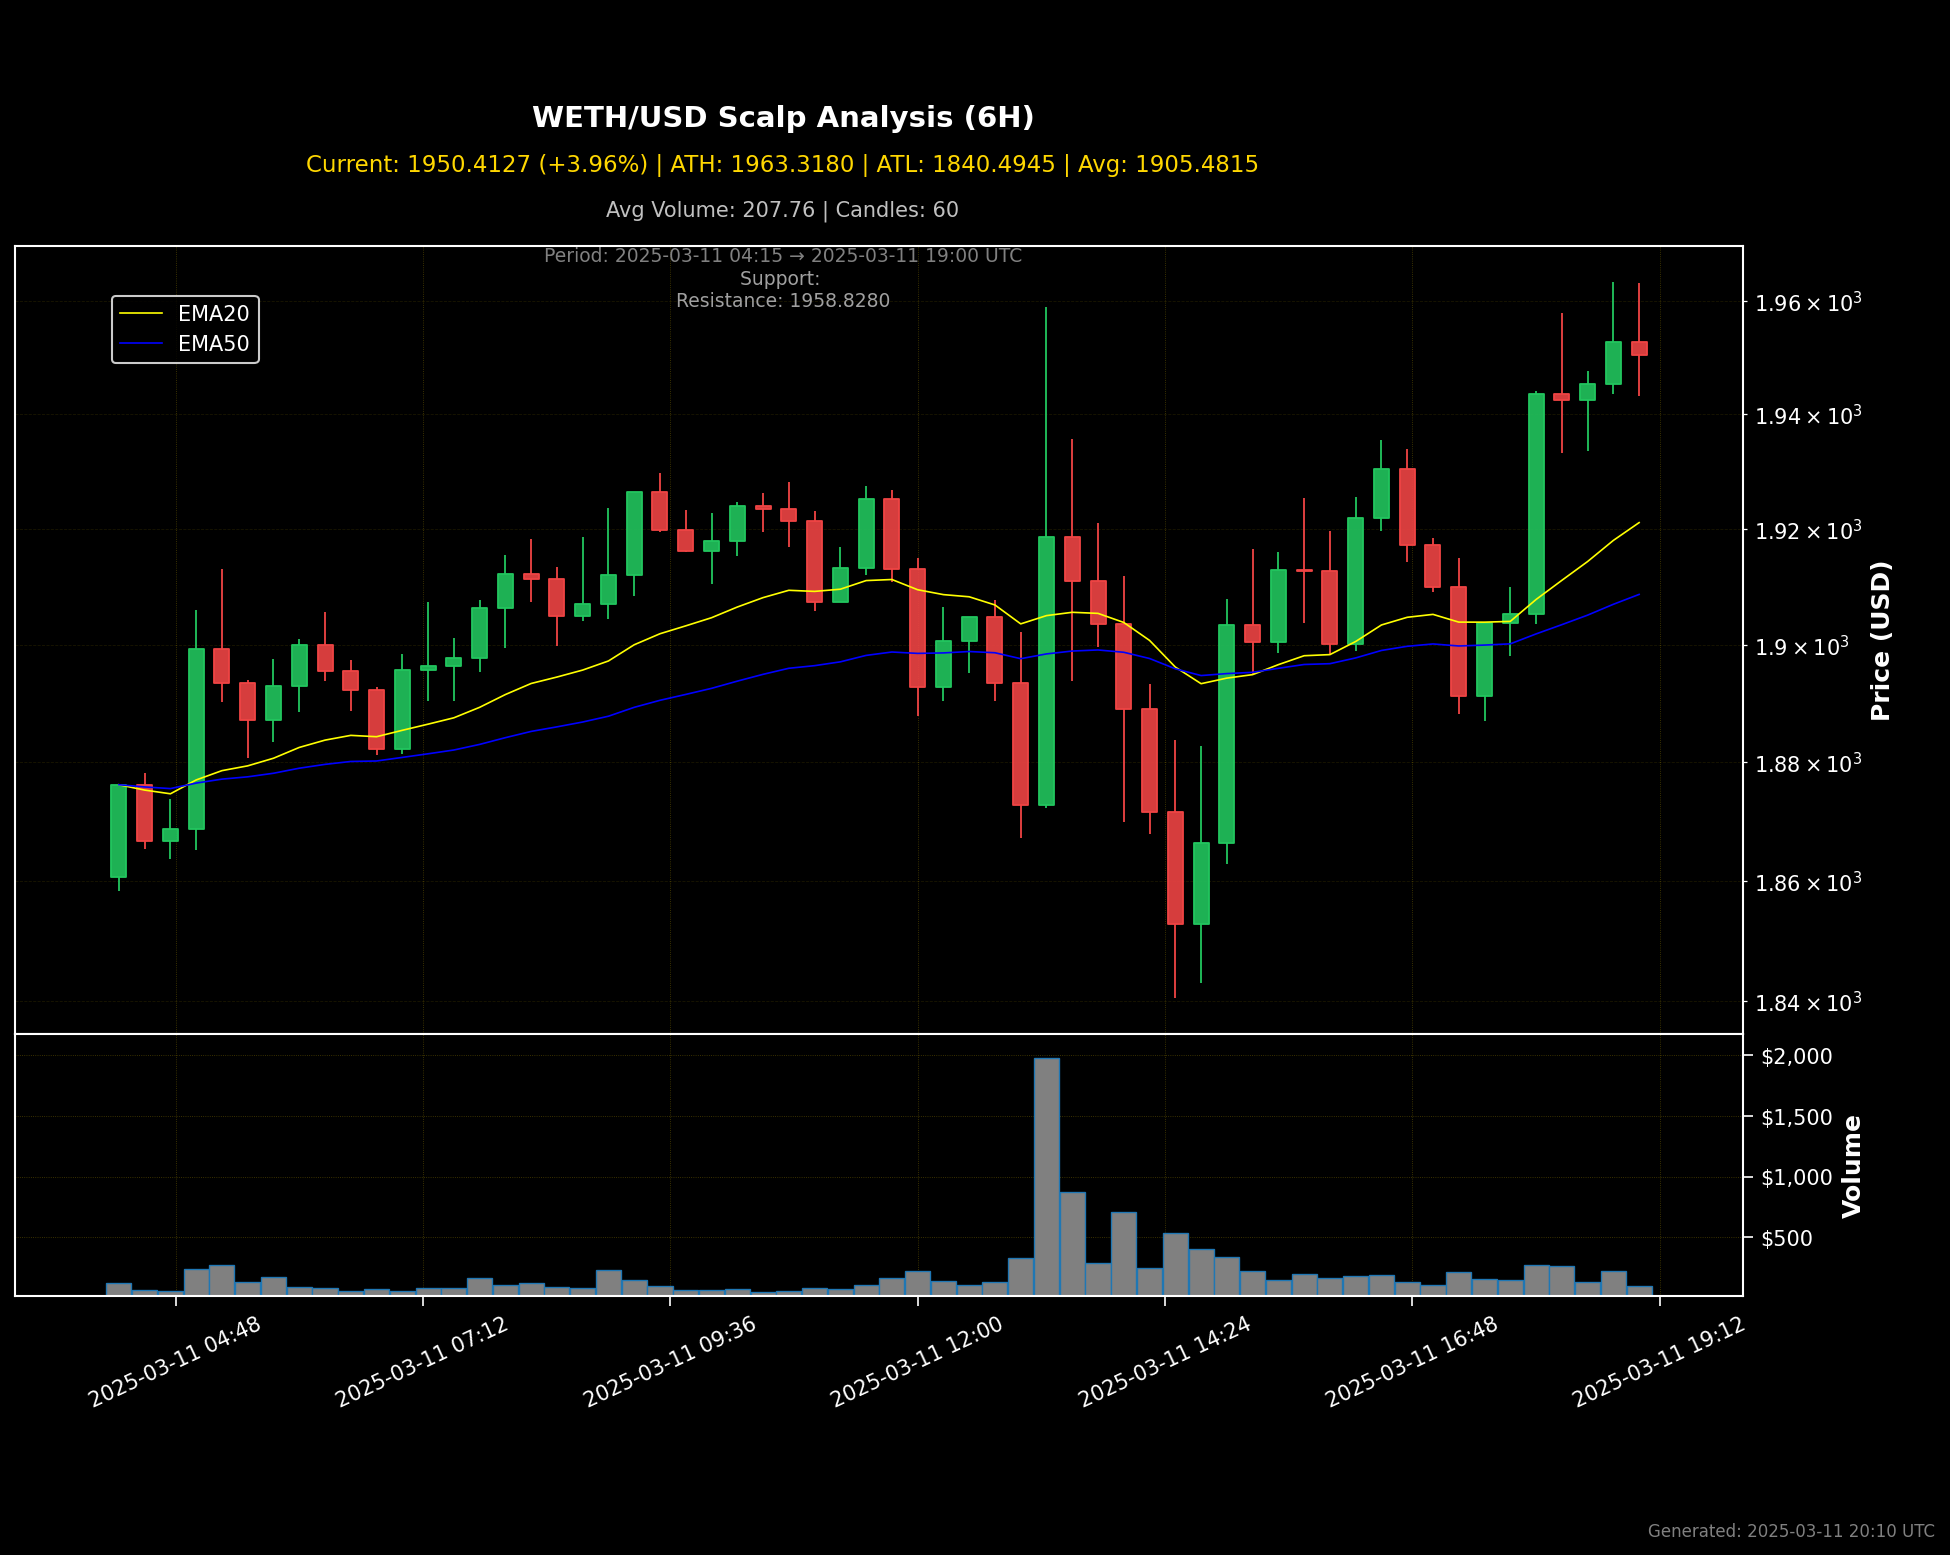 WETH/USD Scalp Analysis (6H)
Current: 1950.4127 (+3.96%) | ATH: 1963.3180 | ATL: 1840.4945 | Avg: 1905.4815
Avg Volume: 207.76 | Candles: 60
Period: 2025-03-11 04:15 → 2025-03-11 19:00 UTC
Support:
Resistance: 1958.8280
EMA20
EMA50
1.96 × 10³
1.94 × 10³
1.92 × 10³
1.9 × 10³
1.88 × 10³
1.86 × 10³
1.84 × 10³
Price (USD)
$2,000
$1,500
$1,000
$500
Volume
2025-03-11 04:48
2025-03-11 07:12
2025-03-11 09:36
2025-03-11 12:00
2025-03-11 14:24
2025-03-11 16:48
2025-03-11 19:12
Generated: 2025-03-11 20:10 UTC